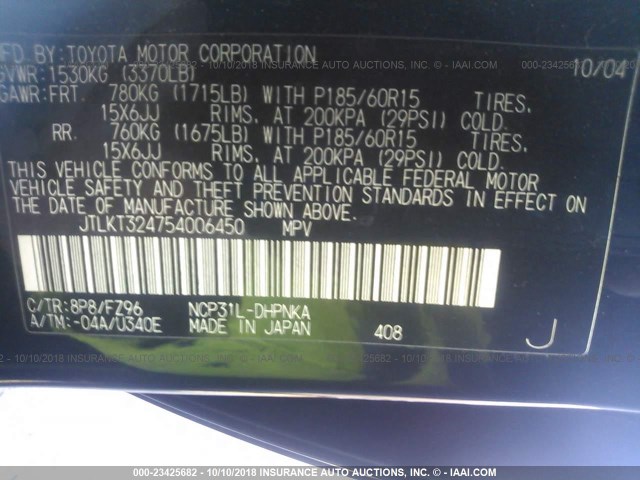 MFD.BY:TOYOTA MOTOR CORPORATION 10/04
GVWR:1530KG (3370LB)
GAWR:FRT. 780KG (1715LB) WITH P185/60R15 TIRES,
15X6JJ RIMS, AT 200KPA (29PSI) COLD.
RR. 760KG (1675LB) WITH P185/60R15 TIRES,
15X6JJ RIMS, AT 200KPA (29PSI) COLD.
THIS VEHICLE CONFORMS TO ALL APPLICABLE FEDERAL MOTOR
VEHICLE SAFETY AND THEFT PREVENTION STANDARDS IN EFFECT ON
THE DATE OF MANUFACTURE SHOWN ABOVE.
JTLKT324754006450 MPV
C/TR:8P8/FZ96 NCP31L-DHPNKA
A/TM:-04A/U340E MADE IN JAPAN 408 J
000-23425682 - 10/10/2018 INSURANCE AUTO AUCTIONS, INC. - IAAI.COM